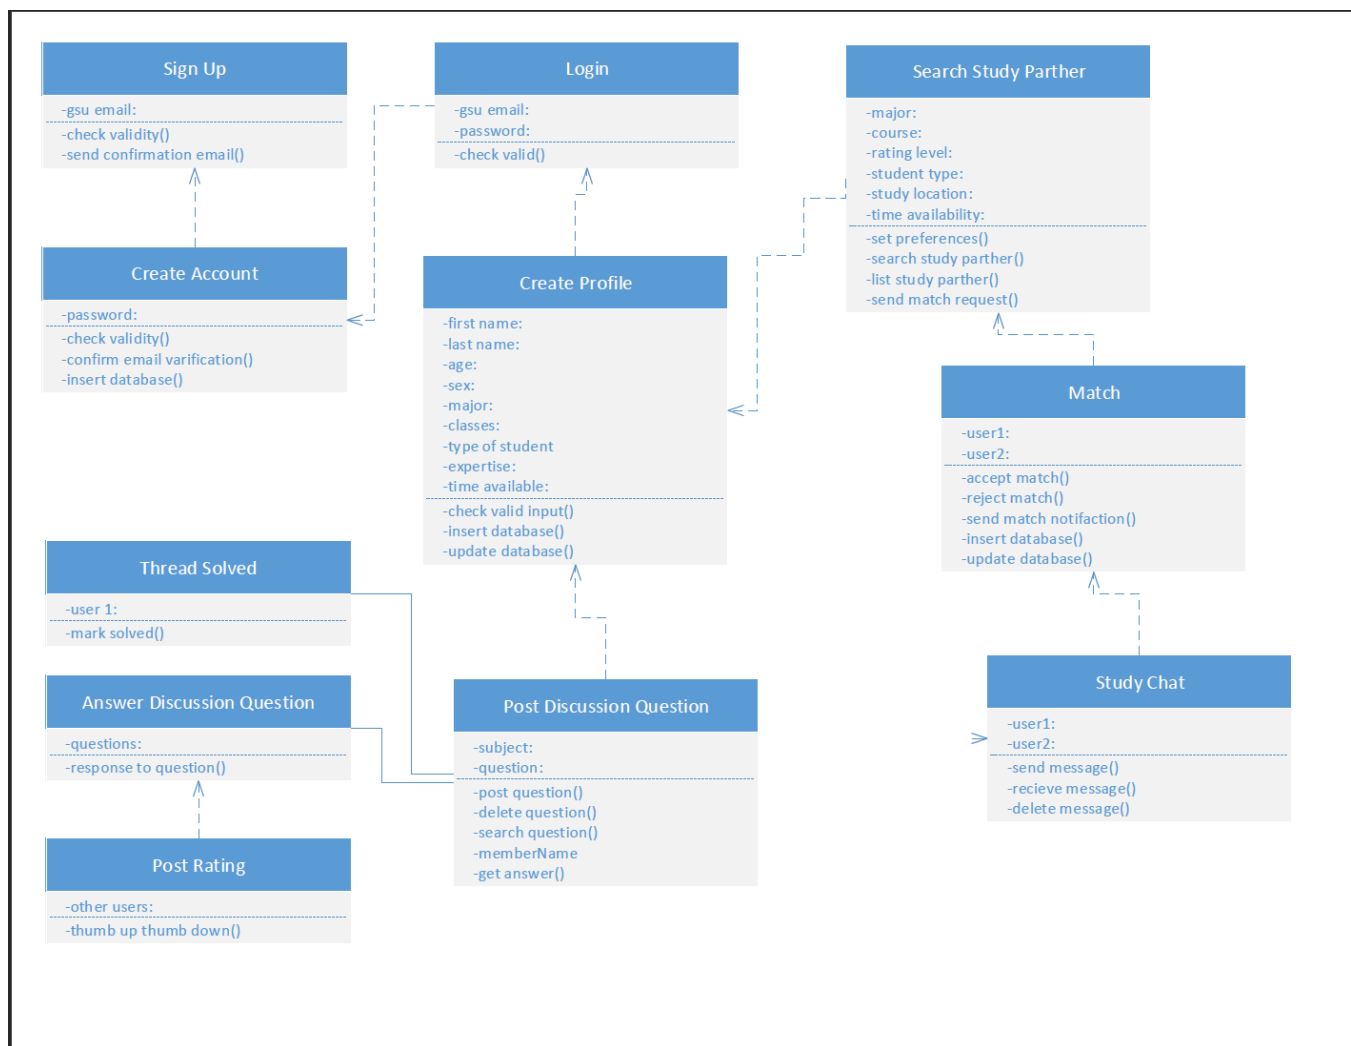 Sign Up
-gsu email:
-check validity()
-send confirmation email()
Login
-gsu email:
-password:
-check valid()
Search Study Parther
-major:
-course:
-rating level:
-student type:
-study location:
-time availability:
-set preferences()
-search study parther()
-list study parther()
-send match request()
Create Account
-password:
-check validity()
-confirm email varification()
-insert database()
Create Profile
-first name:
-last name:
-age:
-sex:
-major:
-classes:
-type of student
-expertise:
-time available:
-check valid input()
-insert database()
-update database()
Match
-user1:
-user2:
-accept match()
-reject match()
-send match notifaction()
-insert database()
-update database()
Thread Solved
-user 1:
-mark solved()
Answer Discussion Question
-questions:
-response to question()
Post Discussion Question
-subject:
-question:
-post question()
-delete question()
-search question()
-memberName
-get answer()
Study Chat
-user1:
-user2:
-send message()
-recieve message()
-delete message()
Post Rating
-other users:
-thumb up thumb down()